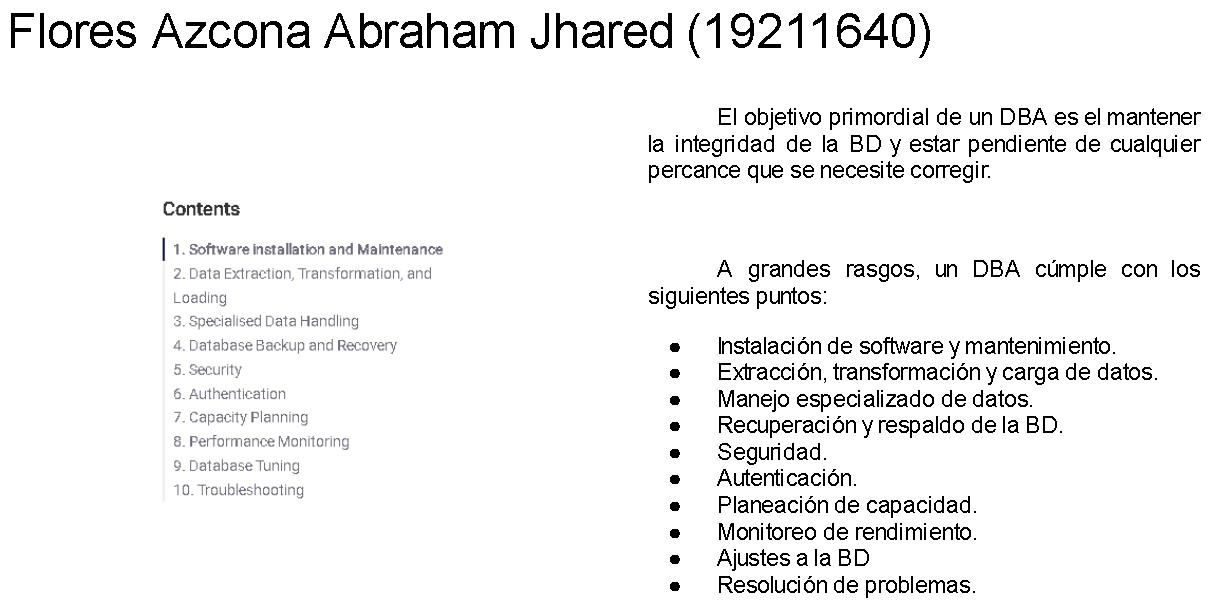 Flores Azcona Abraham Jhared (19211640)
Contents
1. Software installation and Maintenance
2. Data Extraction, Transformation, and
Loading
3. Specialised Data Handling
4. Database Backup and Recovery
5. Security
6. Authentication
7. Capacity Planning
8. Performance Monitoring
9. Database Tuning
10. Troubleshooting
El objetivo primordial de un DBA es el mantener
la integridad de la BD y estar pendiente de cualquier
percance que se necesite corregir.
A grandes rasgos, un DBA cúmple con los
siguientes puntos:
● Instalación de software y mantenimiento.
● Extracción, transformación y carga de datos.
● Manejo especializado de datos.
● Recuperación y respaldo de la BD.
● Seguridad.
● Autenticación.
● Planeación de capacidad.
● Monitoreo de rendimiento.
● Ajustes a la BD
● Resolución de problemas.